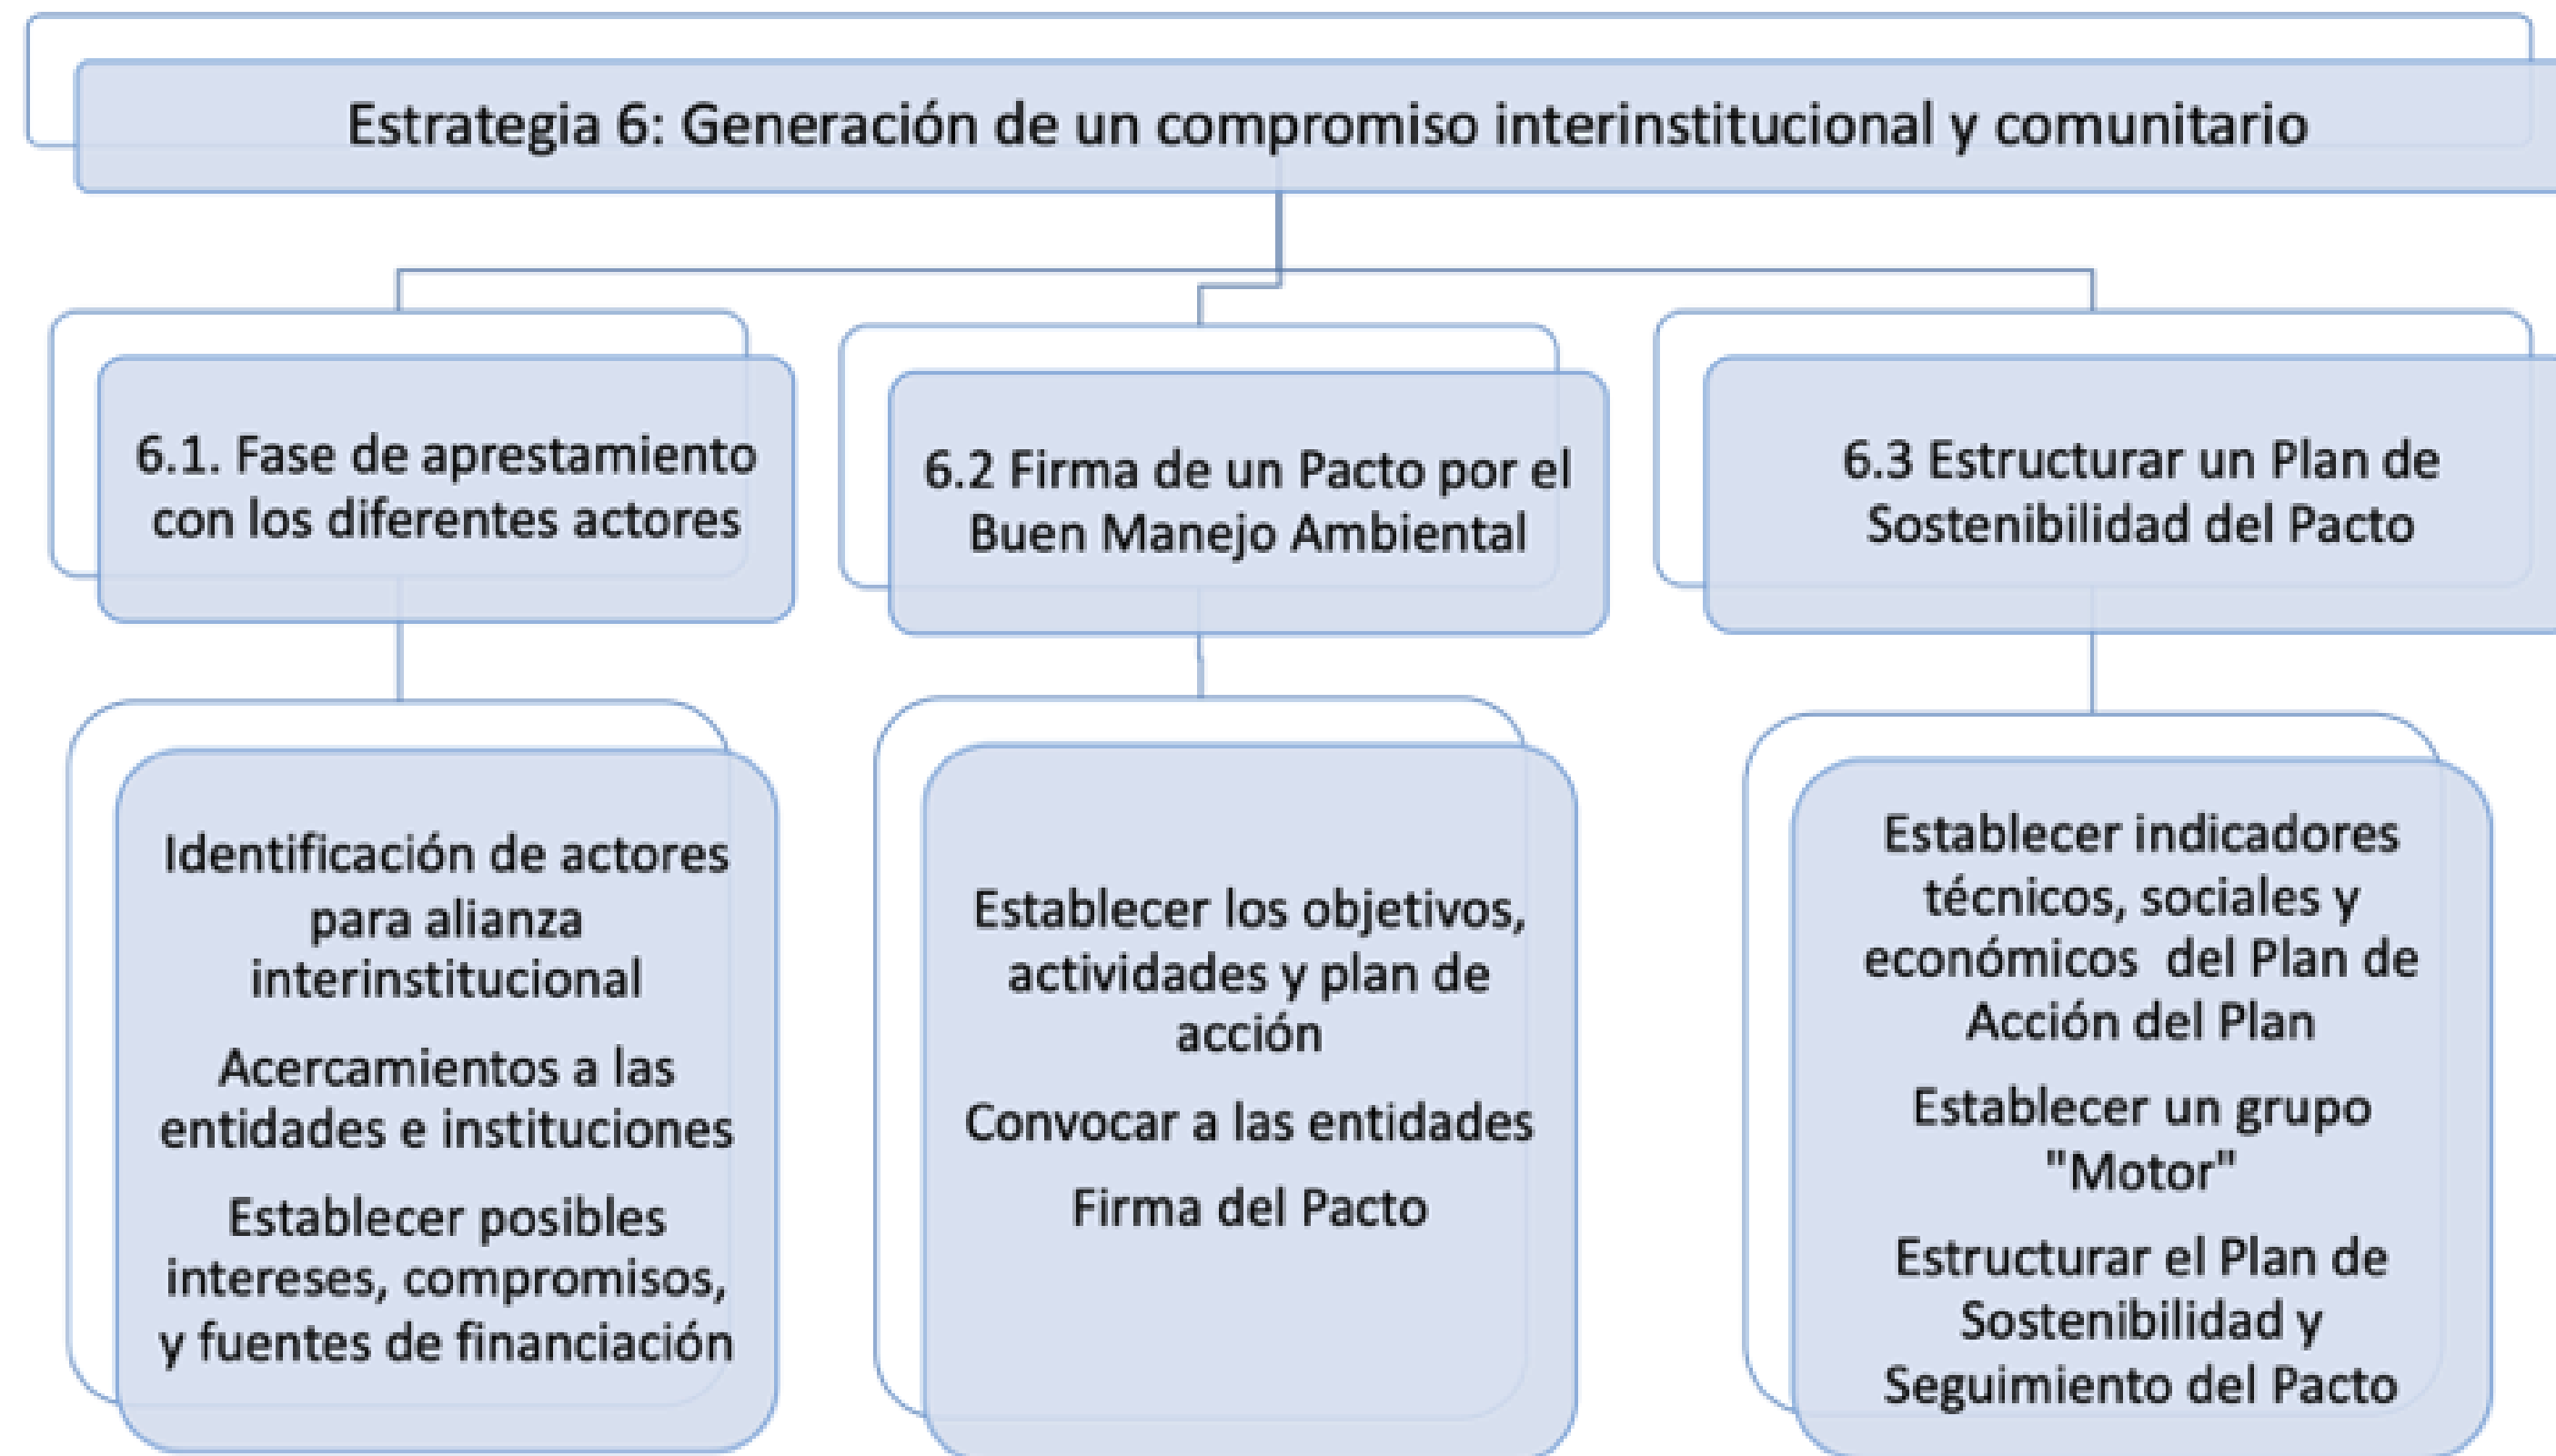 Estrategia 6: Generación de un compromiso interinstitucional y comunitario
6.1. Fase de aprestamiento
con los diferentes actores
6.2 Firma de un Pacto por el
Buen Manejo Ambiental
6.3 Estructurar un Plan de
Sostenibilidad del Pacto
Identificación de actores
para alianza
interinstitucional
Acercamientos a las
entidades e instituciones
Establecer posibles
intereses, compromisos,
y fuentes de financiación
Establecer los objetivos,
actividades y plan de
acción
Convocar a las entidades
Firma del Pacto
Establecer indicadores
técnicos, sociales y
económicos  del Plan de
Acción del Plan
Establecer un grupo
"Motor"
Estructurar el Plan de
Sostenibilidad y
Seguimiento del Pacto